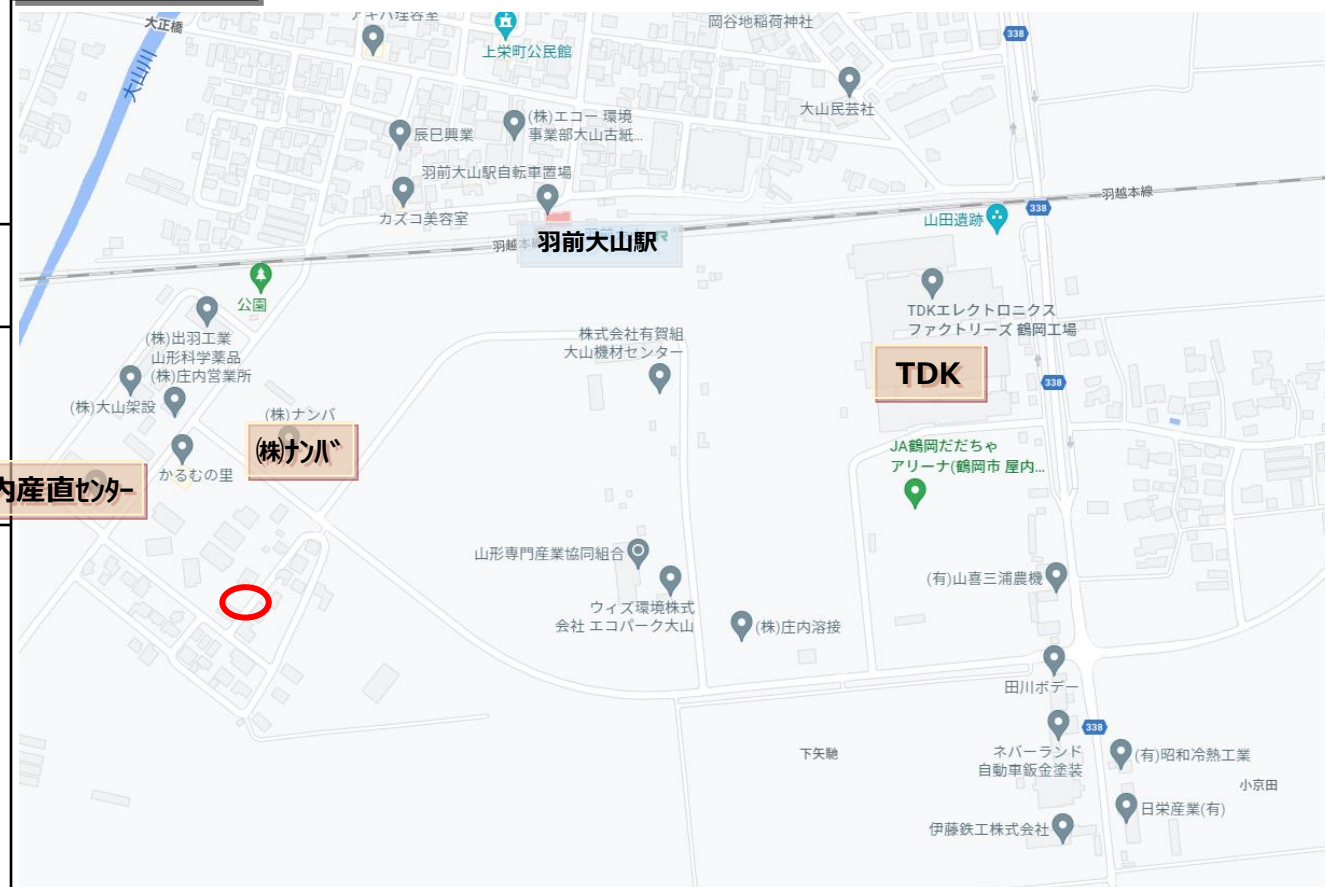 大正橋
アキバ理容室
上栄町公民館
岡谷地稲荷神社
338
大山川
大山民芸社
辰巳興業
(株)エコー 環境
事業部大山古紙...
羽前大山駅自転車置場
カズコ美容室
羽越本線
山田遺跡
338
羽越本
羽前大山駅
公園
TDKエレクトロニクス
ファクトリーズ 鶴岡工場
(株)出羽工業
山形科学薬品
(株)庄内営業所
株式会社有賀組
大山機材センター
TDK
338
(株)大山架設
(株)ナンバ
㈱ナンバ
かるむの里
内産直センター
JA鶴岡だだちゃ
アリーナ(鶴岡市 屋内...
山形専門産業協同組合
(有)山喜三浦農機
ウィズ環境株式
会社 エコパーク大山
(株)庄内溶接
田川ボデー
338
下矢馳
ネバーランド
自動車鈑金塗装
(有)昭和冷熱工業
小京田
日栄産業(有)
伊藤鉄工株式会社